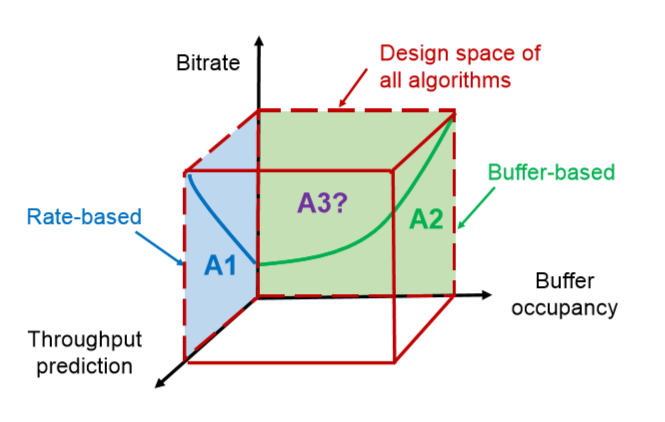 Design space of
all algorithms
Bitrate
Buffer-based
A3?
Rate-based
A2
A1
Buffer
occupancy
Throughput
prediction